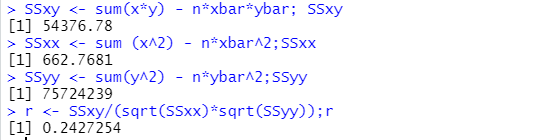 > SSxy <- sum(x*y) - n*xbar*ybar; SSxy
[1] 54376.78
> SSxx <- sum (x^2) - n*xbar^2;SSxx
[1] 662.7681
> SSyy <- sum(y^2) - n*ybar^2;SSyy
[1] 75724239
> r <- SSxy/(sqrt(SSxx)*sqrt(SSyy));r
[1] 0.2427254